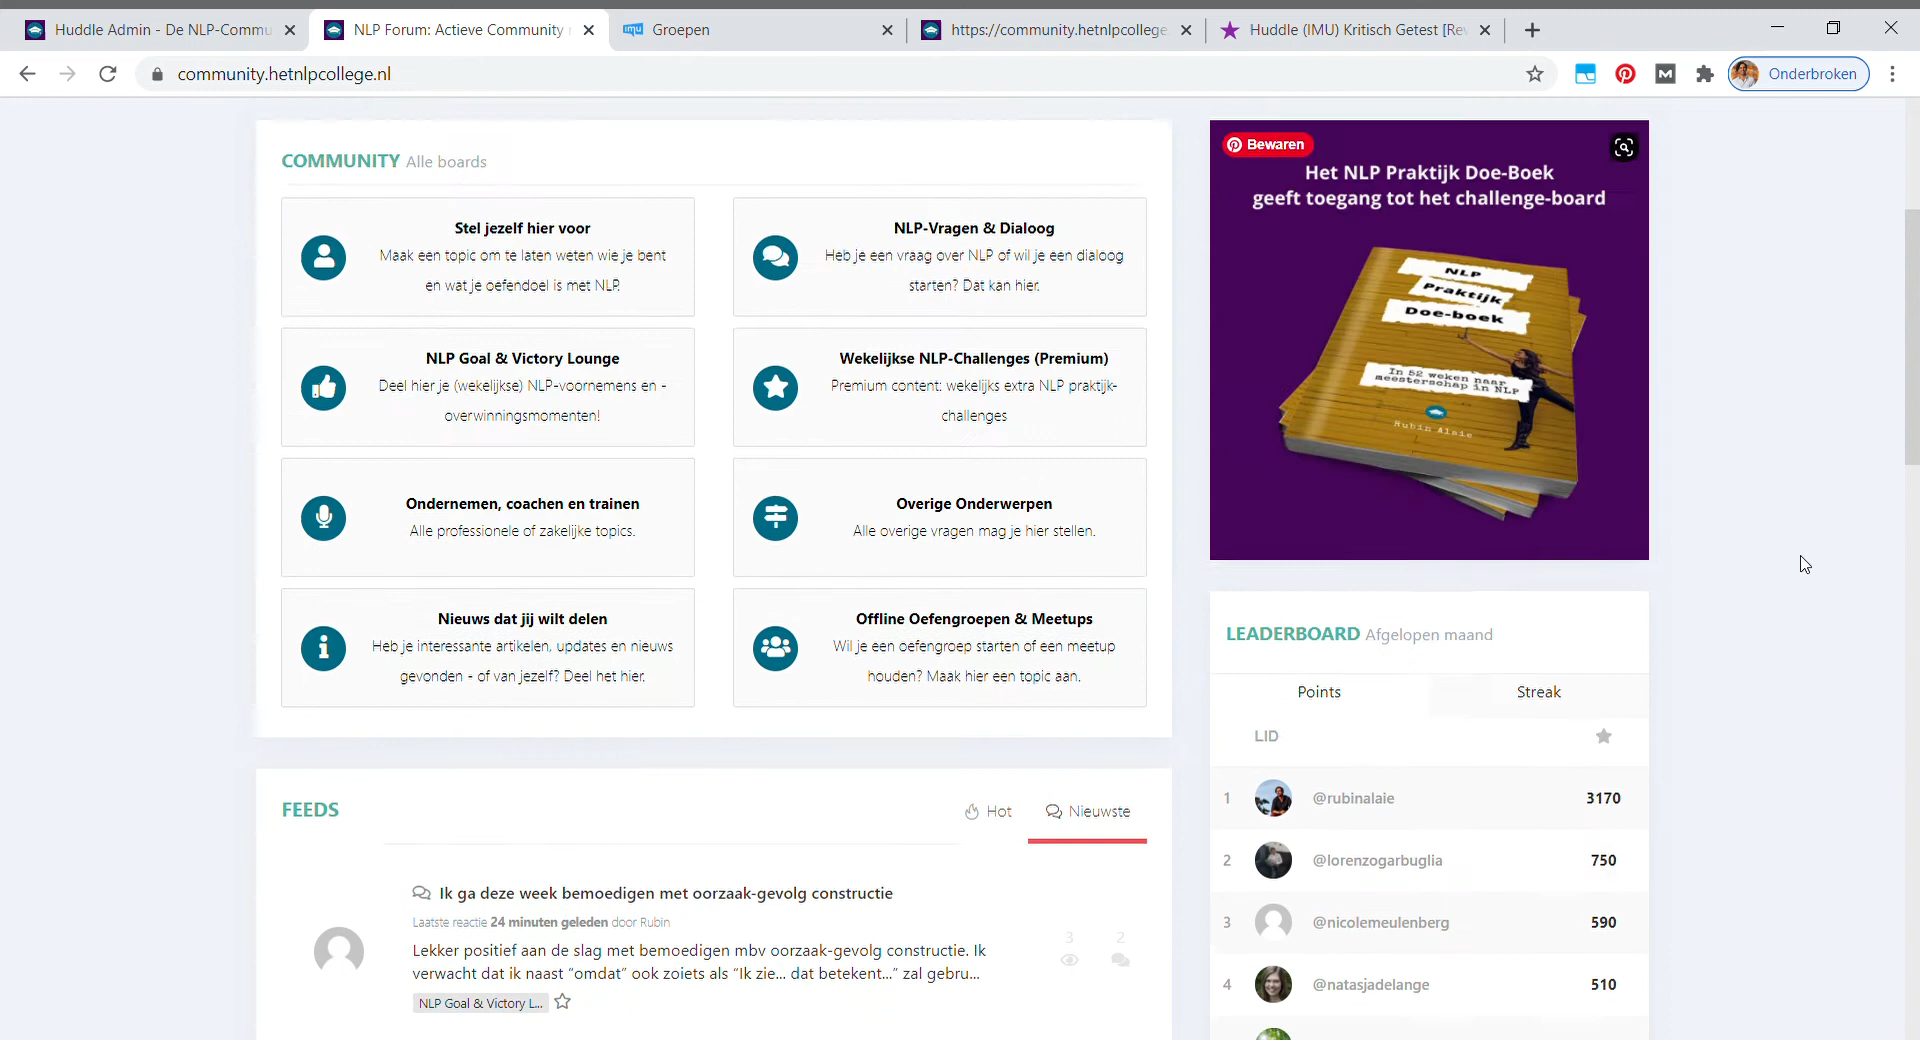 Huddle Admin - De NLP-Commu
NLP Forum: Actieve Community
imu Groepen
https://community.hetnlpcollege
Huddle (IMU) Kritisch Getest [Rev
community.hetnlpcollege.nl
M
Onderbroken
COMMUNITY Alle boards
Stel jezelf hier voor
Maak een topic om te laten weten wie je bent
en wat je oefendoel is met NLP.
NLP-Vragen & Dialoog
Heb je een vraag over NLP of wil je een dialoog
starten? Dat kan hier.
NLP Goal & Victory Lounge
Deel hier je (wekelijkse) NLP-voornemens en -
overwinningsmomenten!
Wekelijkse NLP-Challenges (Premium)
Premium content: wekelijks extra NLP praktijk-
challenges
Ondernemen, coachen en trainen
Alle professionele of zakelijke topics.
Overige Onderwerpen
Alle overige vragen mag je hier stellen.
Nieuws dat jij wilt delen
Heb je interessante artikelen, updates en nieuws
gevonden - of van jezelf? Deel het hier.
Offline Oefengroepen & Meetups
Wil je een oefengroep starten of een meetup
houden? Maak hier een topic aan.
Bewaren
Het NLP Praktijk Doe-Boek
geeft toegang tot het challenge-board
NLP
Praktijk
Doe-boek
In 52 weken naar
meesterschap in NLP
Rubin Alaie
FEEDS
Hot
Nieuwste
Ik ga deze week bemoedigen met oorzaak-gevolg constructie
Laatste reactie 24 minuten geleden door Rubin
Lekker positief aan de slag met bemoedigen mbv oorzaak-gevolg constructie. Ik
verwacht dat ik naast “omdat” ook zoiets als “Ik zie... dat betekent...” zal gebru...
NLP Goal & Victory L...
3
2
LEADERBOARD Afgelopen maand
Points
Streak
LID
1 @rubinalaie 3170
2 @lorenzogarbuglia 750
3 @nicolemeulenberg 590
4 @natasjadelange 510